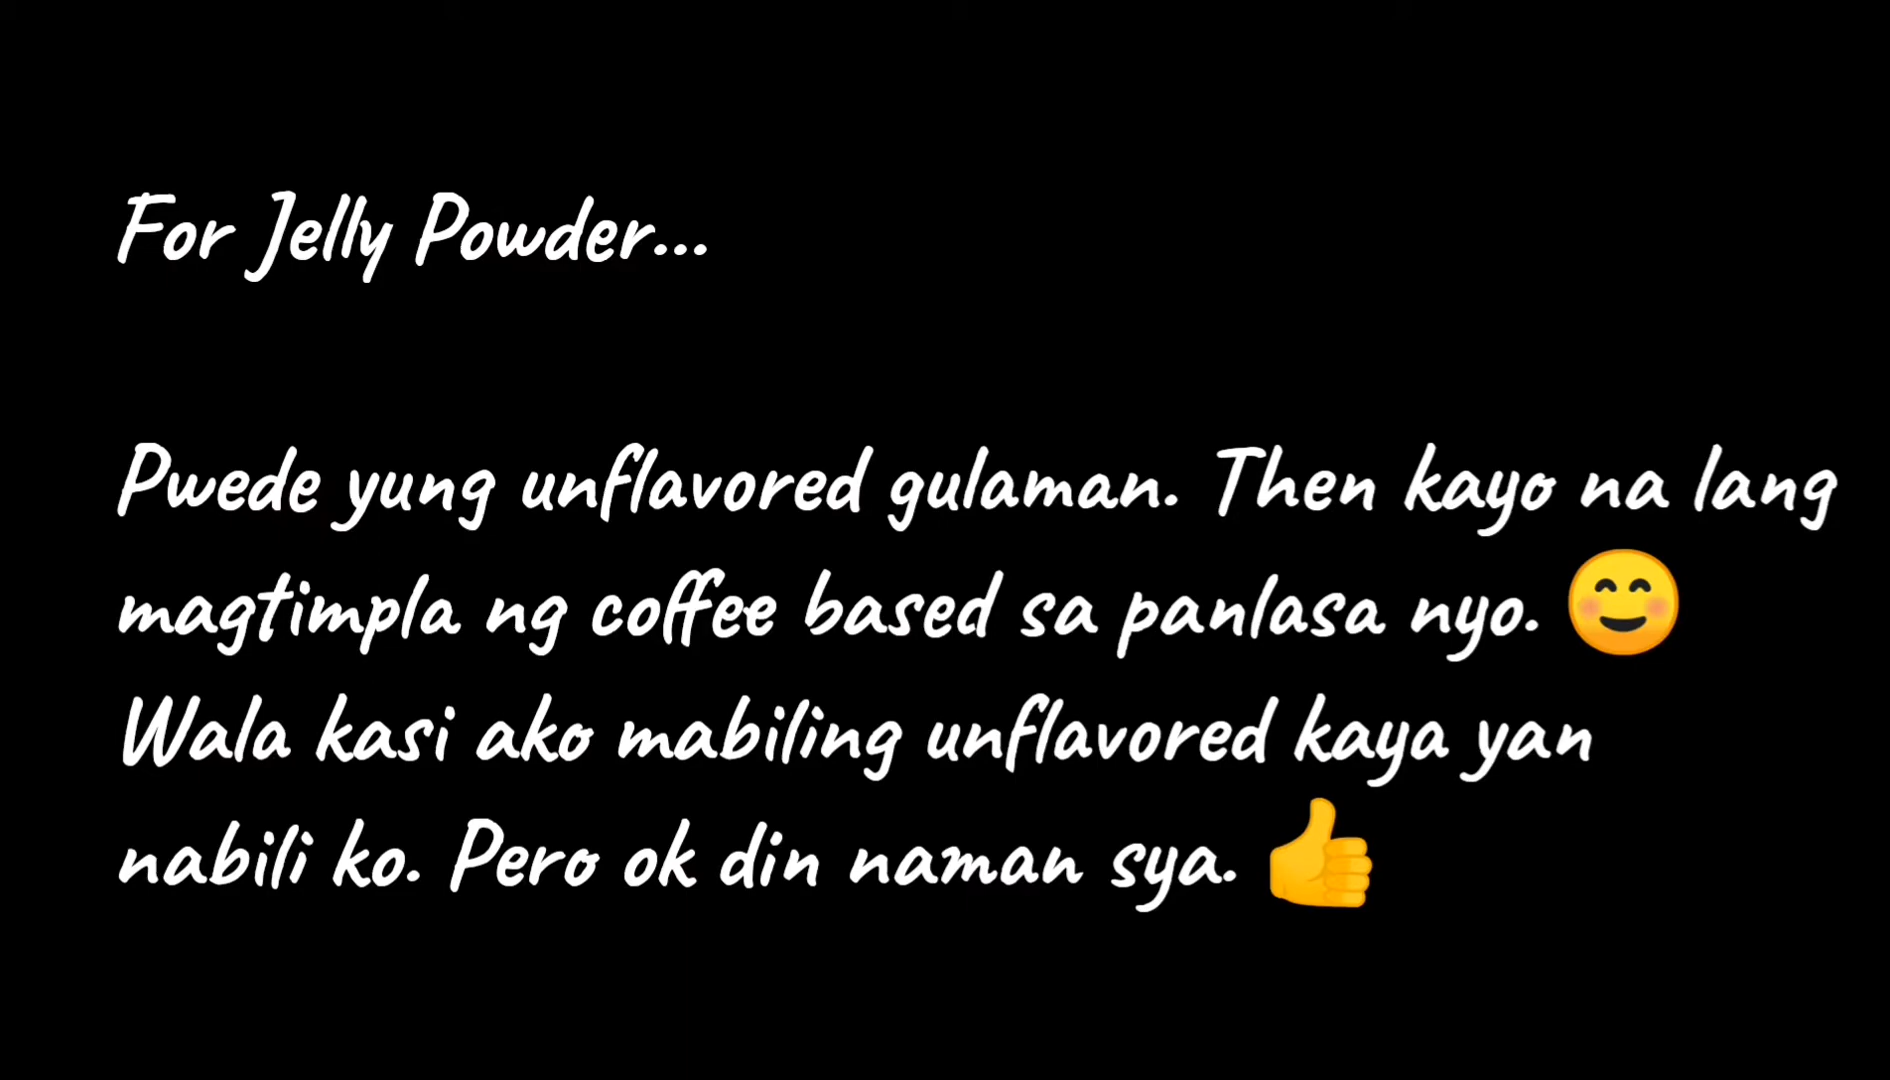 For Jelly Powder...
Pwede yung unflavored gulaman. Then kayo na lang
magtimpla ng coffee based sa panlasa nyo. 😊
Wala kasi ako mabiling unflavored kaya yan
nabili ko. Pero ok din naman sya. 👍